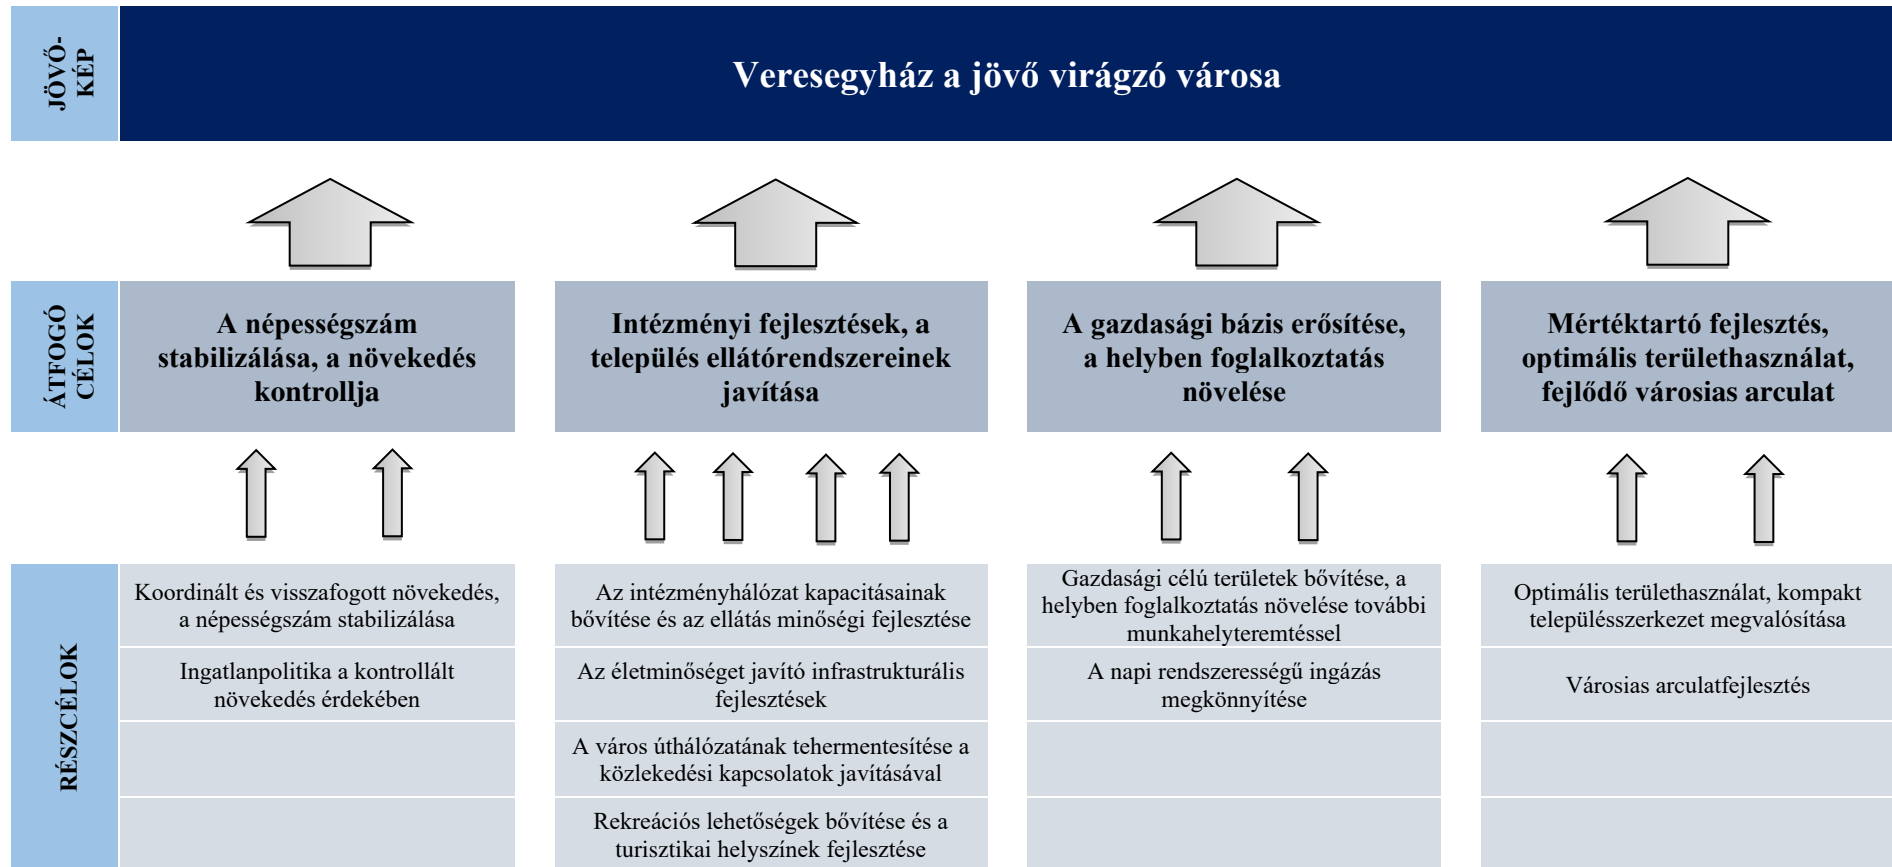 JÖVŐ-
KÉP
Veresegyház a jövő virágzó városa
ÁTFOGÓ
CÉLOK
A népességszám
stabilizálása, a növekedés
kontrollja
Intézményi fejlesztések, a
település ellátórendszereinek
javítása
A gazdasági bázis erősítése,
a helyben foglalkoztatás
növelése
Mértéktartó fejlesztés,
optimális területhasználat,
fejlődő városias arculat
RÉSZCÉLOK
Koordinált és visszafogott növekedés,
a népességszám stabilizálása
Az intézményhálózat kapacitásainak
bővítése és az ellátás minőségi fejlesztése
Gazdasági célú területek bővítése, a
helyben foglalkoztatás növelése további
munkahelyteremtéssel
Optimális területhasználat, kompakt
településszerkezet megvalósítása
Ingatlanpolitika a kontrollált
növekedés érdekében
Az életminőséget javító infrastrukturális
fejlesztések
A napi rendszerességű ingázás
megkönnyítése
Városias arculatfejlesztés
A város úthálózatának tehermentesítése a
közlekedési kapcsolatok javításával
Rekreációs lehetőségek bővítése és a
turisztikai helyszínek fejlesztése